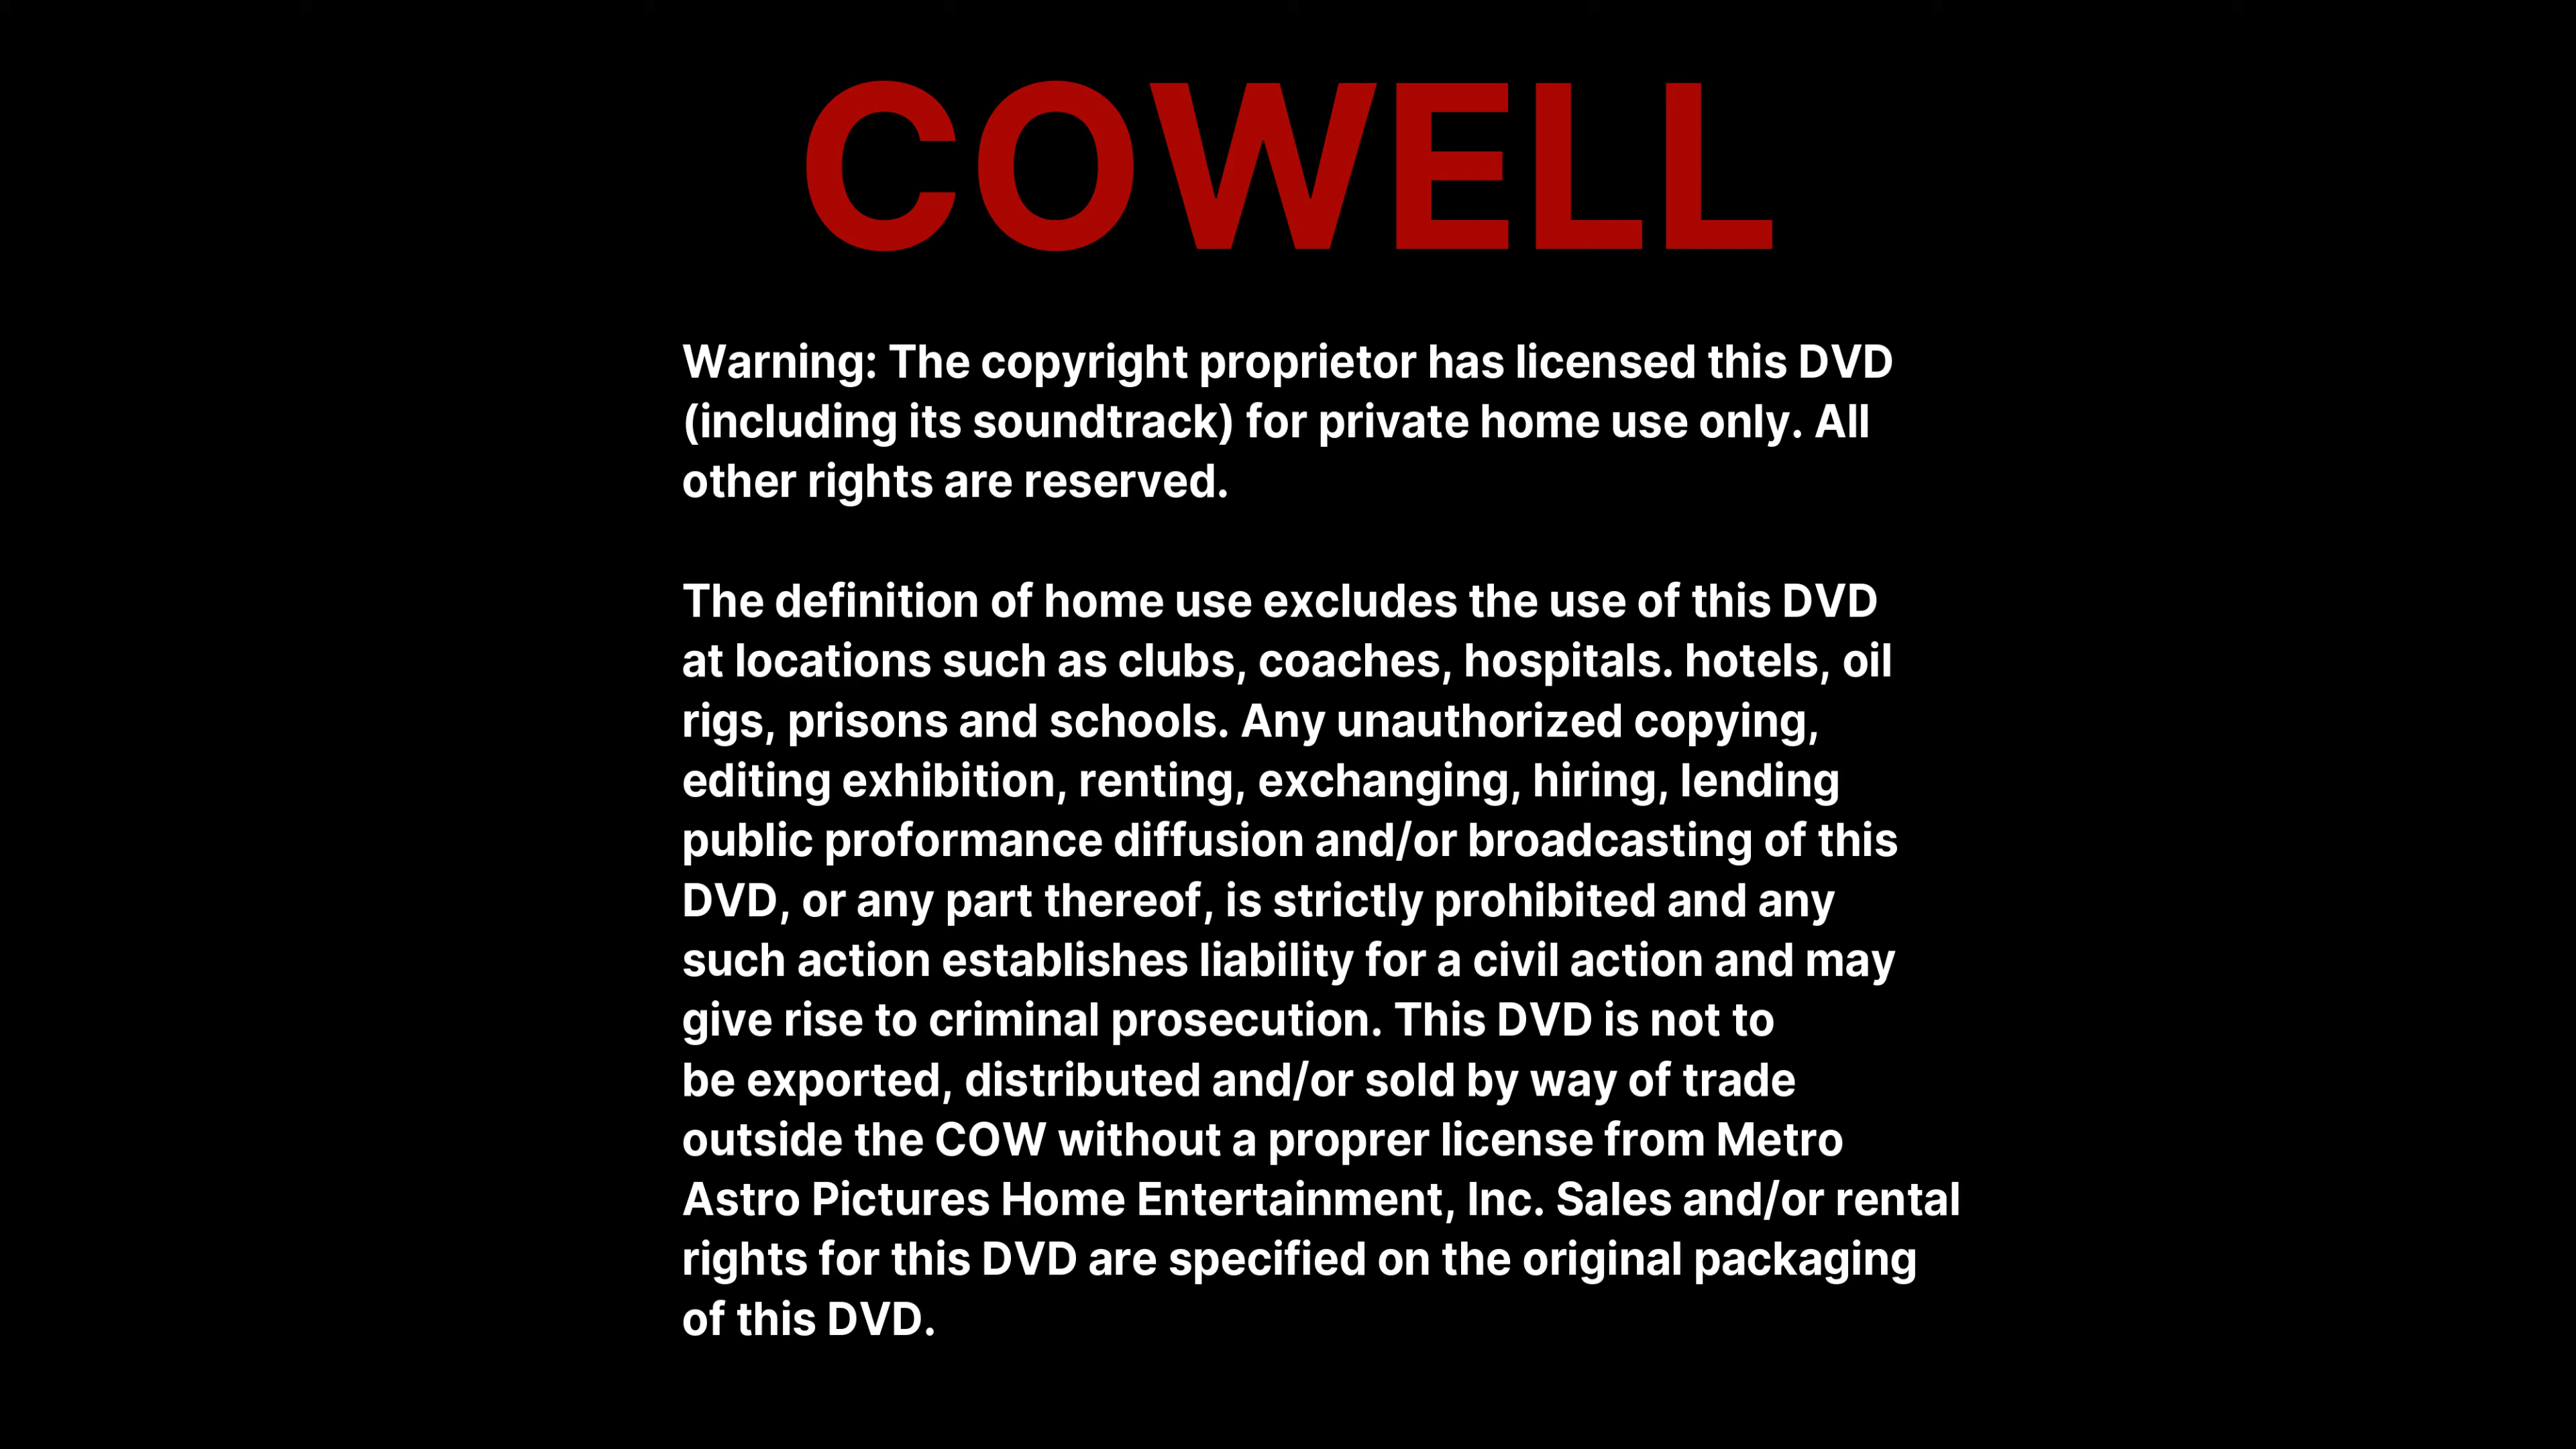 COWELL
Warning: The copyright proprietor has licensed this DVD
(including its soundtrack) for private home use only. All
other rights are reserved.
The definition of home use excludes the use of this DVD
at locations such as clubs, coaches, hospitals. hotels, oil
rigs, prisons and schools. Any unauthorized copying,
editing exhibition, renting, exchanging, hiring, lending
public proformance diffusion and/or broadcasting of this
DVD, or any part thereof, is strictly prohibited and any
such action establishes liability for a civil action and may
give rise to criminal prosecution. This DVD is not to
be exported, distributed and/or sold by way of trade
outside the COW without a proprer license from Metro
Astro Pictures Home Entertainment, Inc. Sales and/or rental
rights for this DVD are specified on the original packaging
of this DVD.